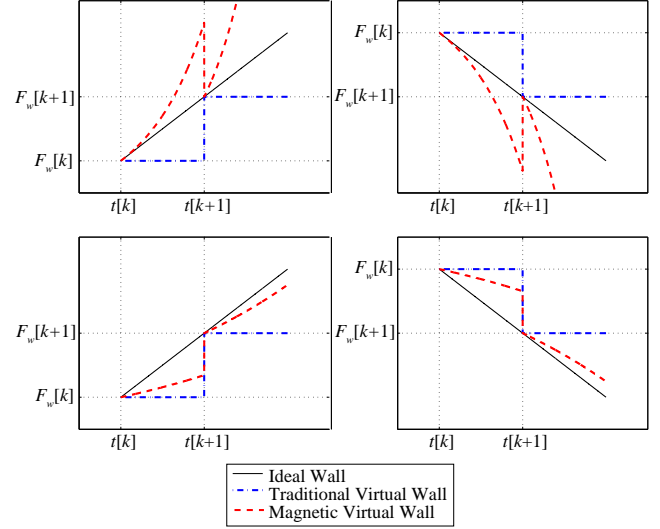 F_w[k+1]
F_w[k]
t[k]
t[k+1]
F_w[k]
F_w[k+1]
t[k]
t[k+1]
F_w[k+1]
F_w[k]
t[k]
t[k+1]
F_w[k]
F_w[k+1]
t[k]
t[k+1]
Ideal Wall
Traditional Virtual Wall
Magnetic Virtual Wall